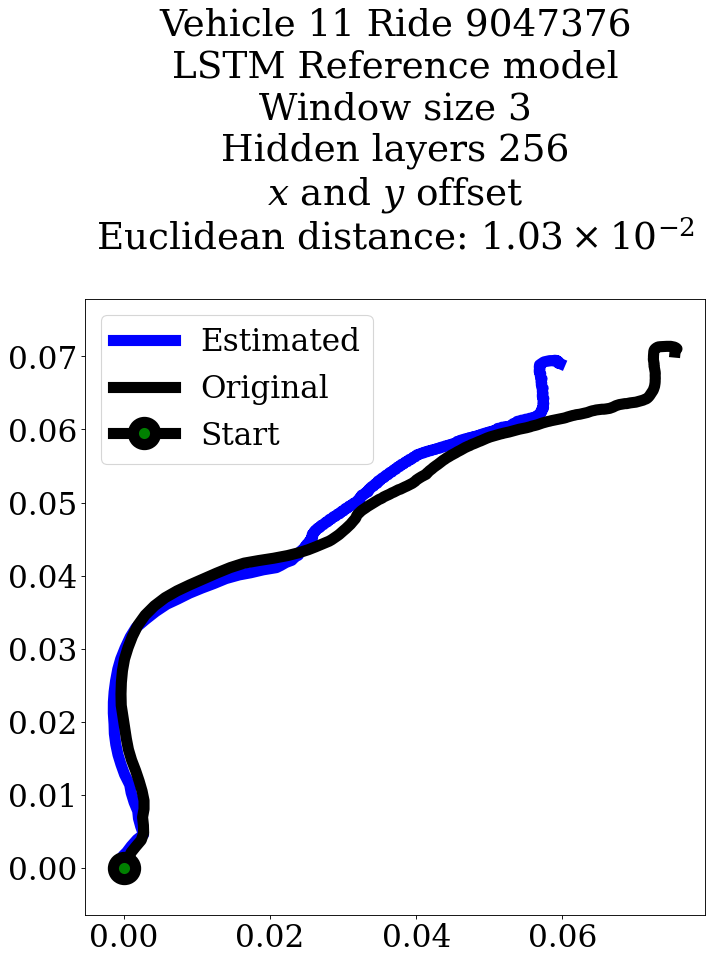 Vehicle 11 Ride 9047376
LSTM Reference model
Window size 3
Hidden layers 256
x and y offset
Euclidean distance: 1.03 × 10⁻²
Estimated
Original
Start
0.07
0.06
0.05
0.04
0.03
0.02
0.01
0.00
0.00 0.02 0.04 0.06